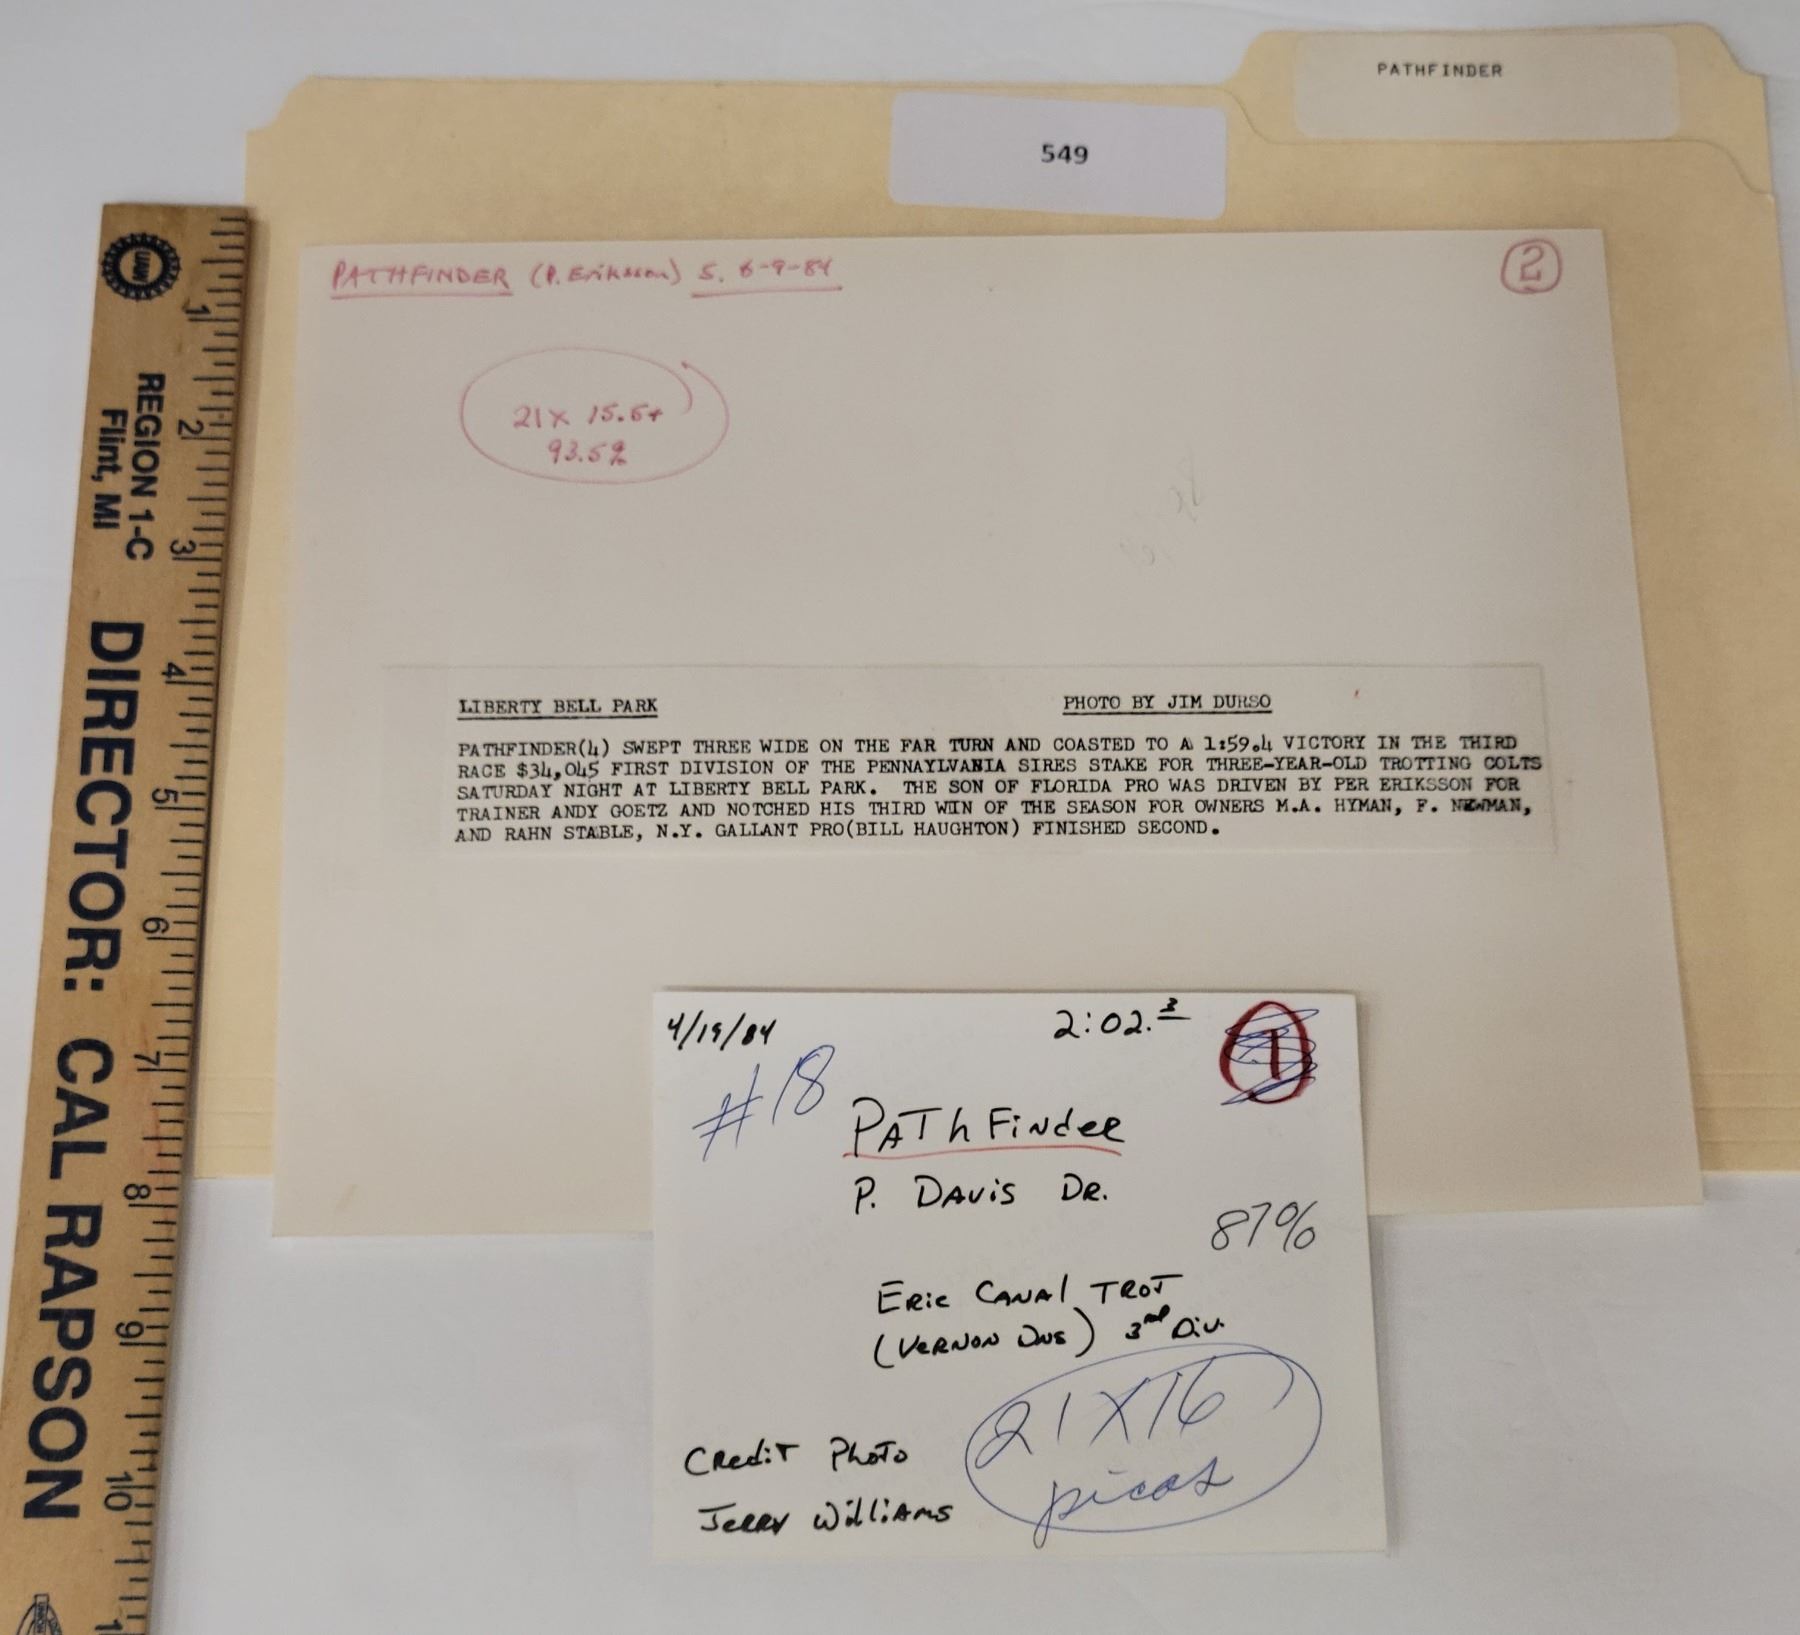 PATHFINDER
549
PATHFINDER (P. Eriksson) S. 6-9-84
2
21 x 15.6+
93.5%
LIBERTY BELL PARK PHOTO BY JIM DURSO
PATHFINDER(4) SWEPT THREE WIDE ON THE FAR TURN AND COASTED TO A 1:59.4 VICTORY IN THE THIRD
RACE $34,045 FIRST DIVISION OF THE PENNAYLVANIA SIRES STAKE FOR THREE-YEAR-OLD TROTTING COLTS
SATURDAY NIGHT AT LIBERTY BELL PARK. THE SON OF FLORIDA PRO WAS DRIVEN BY PER ERIKSSON FOR
TRAINER ANDY GOETZ AND NOTCHED HIS THIRD WIN OF THE SEASON FOR OWNERS M.A. HYMAN, F. NEWMAN,
AND RAHN STABLE, N.Y. GALLANT PRO(BILL HAUGHTON) FINISHED SECOND.
4/19/84 2:02.3 1
#18
PATHFINDER
P. DAVIS DR.
87%
ERIE CANAL TROT
(VERNON DNS) 3rd Div.
21 X 16
picas
Credit Photo
Jerry Williams
UAW
REGION 1-C
Flint, MI
DIRECTOR: CAL RAPSON
1 2 3 4 5 6 7 8 9 10